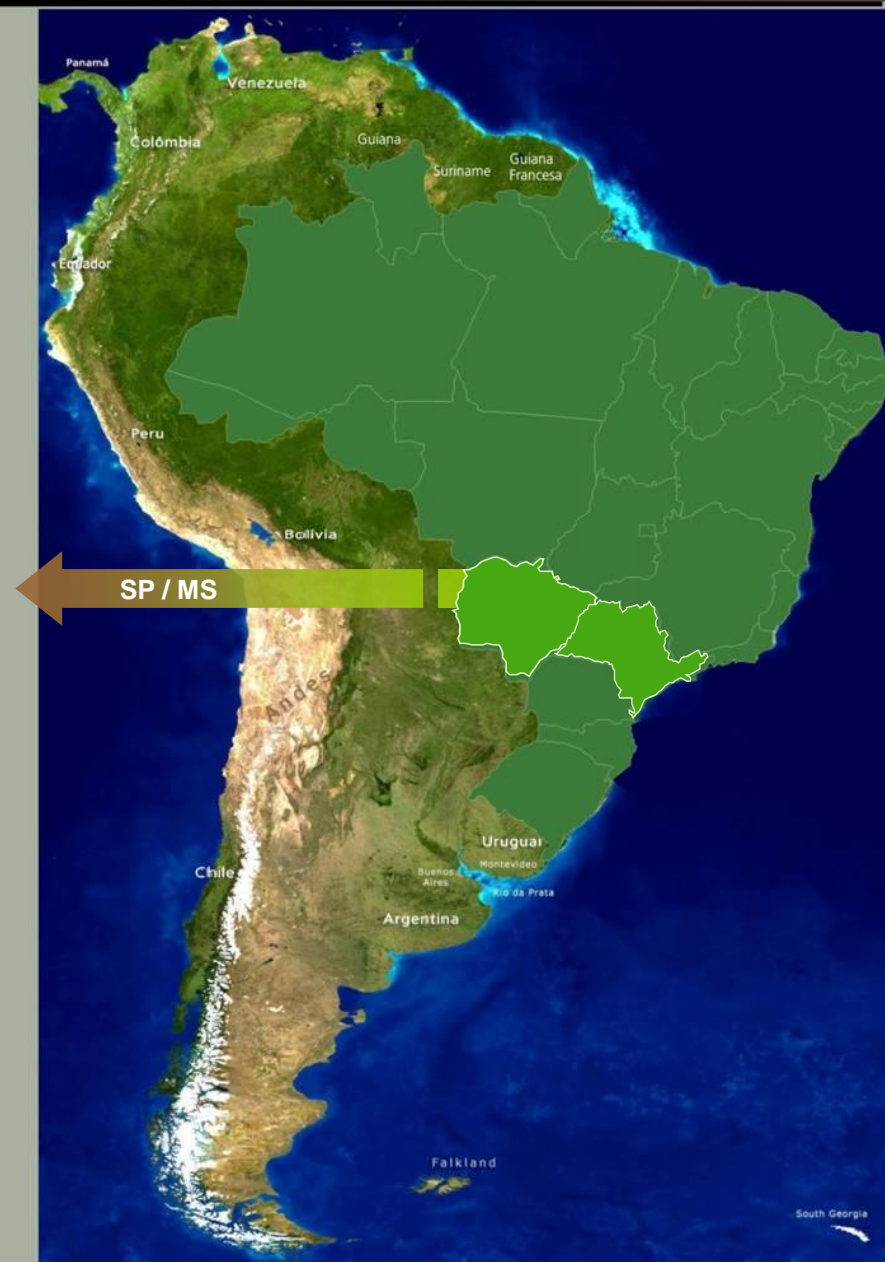 Panamá
Venezuela
Colômbia
Guiana
Suriname
Guiana
Francesa
Equador
Peru
Bolívia
SP / MS
Andes
Uruguai
Chile
Montevideo
Buenos
Aires
Rio da Prata
Argentina
Falkland
South Georgia